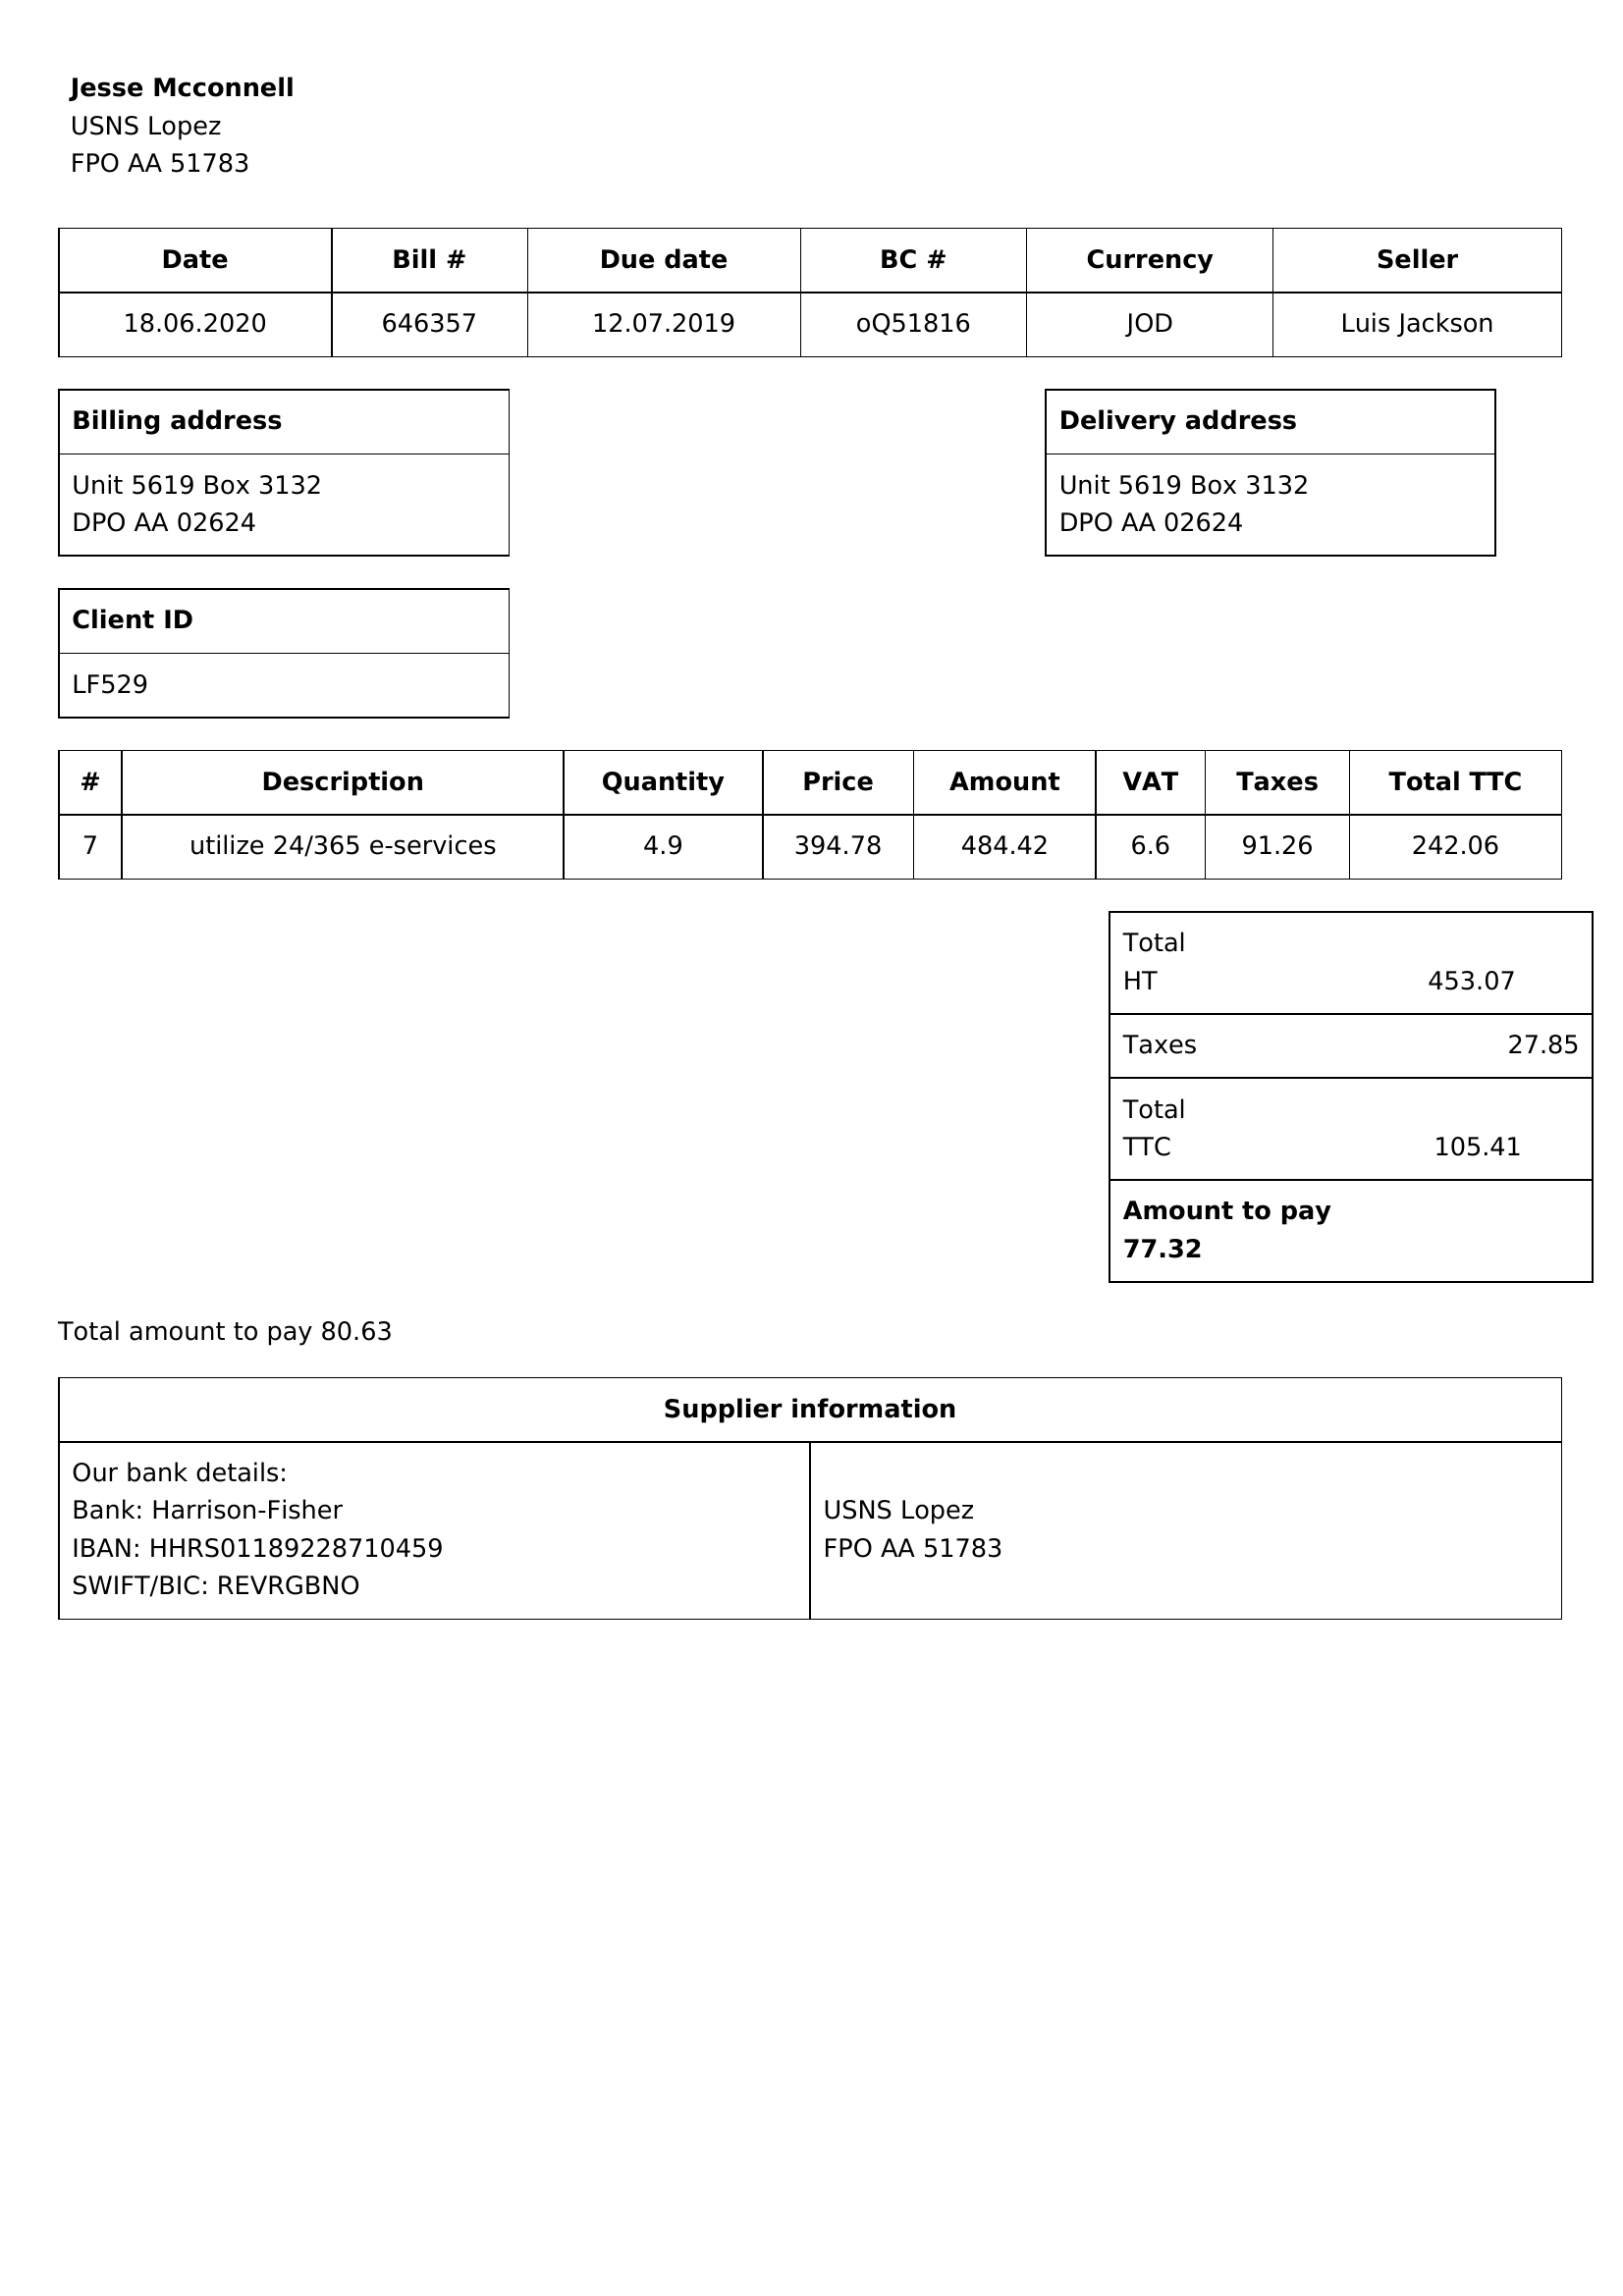 Jesse Mcconnell
USNS Lopez
FPO AA 51783
Date Bill # Due date BC # Currency Seller
18.06.2020 646357 12.07.2019 oQ51816 JOD Luis Jackson
Billing address
Unit 5619 Box 3132
DPO AA 02624
Delivery address
Unit 5619 Box 3132
DPO AA 02624
Client ID
LF529
# Description Quantity Price Amount VAT Taxes Total TTC
7 utilize 24/365 e-services 4.9 394.78 484.42 6.6 91.26 242.06
Total
HT 453.07
Taxes 27.85
Total
TTC 105.41
Amount to pay
77.32
Total amount to pay 80.63
Supplier information
Our bank details:
Bank: Harrison-Fisher
IBAN: HHRS01189228710459
SWIFT/BIC: REVRGBNO
USNS Lopez
FPO AA 51783